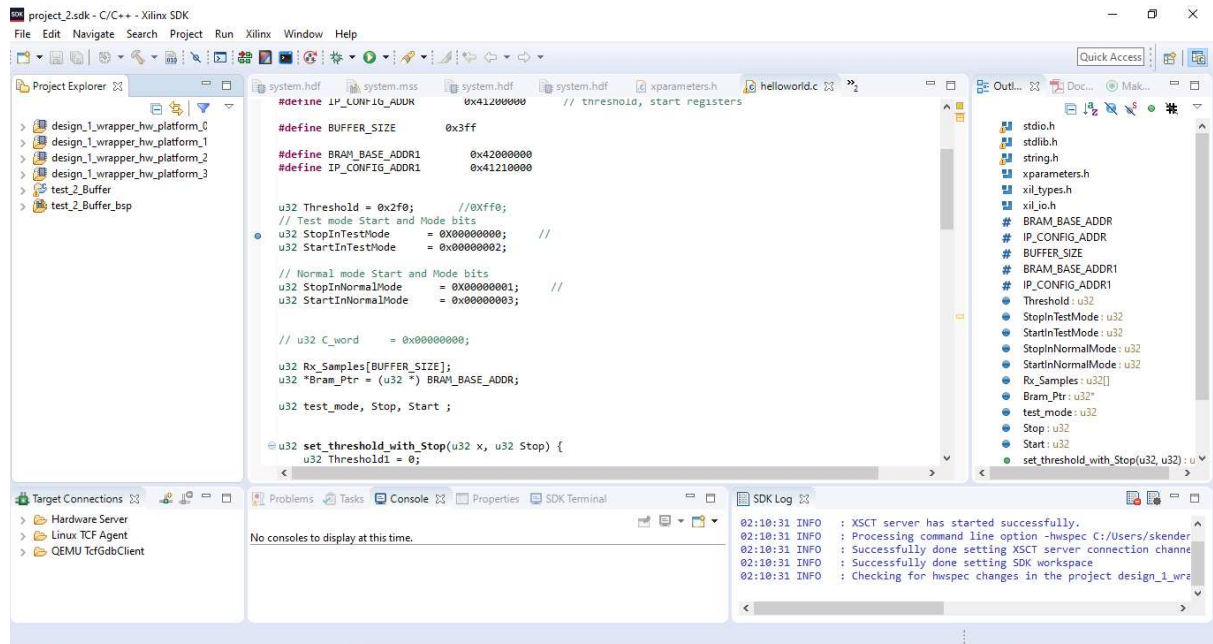 SDK project_2.sdk - C/C++ - Xilinx SDK
File Edit Navigate Search Project Run Xilinx Window Help
Quick Access
Project Explorer
design_1_wrapper_hw_platform_0
design_1_wrapper_hw_platform_1
design_1_wrapper_hw_platform_2
design_1_wrapper_hw_platform_3
test_2_Buffer
test_2_Buffer_bsp
system.hdf system.mss system.hdf system.hdf xparameters.h helloworld.c »2
#define IP_CONFIG_ADDR 0x41200000 // threshold, start registers
#define BUFFER_SIZE 0x3ff
#define BRAM_BASE_ADDR1 0x42000000
#define IP_CONFIG_ADDR1 0x41210000
u32 Threshold = 0x2f0; //0Xff0;
// Test mode Start and Mode bits
u32 StopInTestMode = 0X00000000; //
u32 StartInTestMode = 0x00000002;
// Normal mode Start and Mode bits
u32 StopInNormalMode = 0X00000001; //
u32 StartInNormalMode = 0x00000003;
// u32 C_word = 0x00000000;
u32 Rx_Samples[BUFFER_SIZE];
u32 *Bram_Ptr = (u32 *) BRAM_BASE_ADDR;
u32 test_mode, Stop, Start ;
u32 set_threshold_with_Stop(u32 x, u32 Stop) {
u32 Threshold1 = 0;
Outl... Doc... Mak...
stdio.h
stdlib.h
string.h
xparameters.h
xil_types.h
xil_io.h
# BRAM_BASE_ADDR
# IP_CONFIG_ADDR
# BUFFER_SIZE
# BRAM_BASE_ADDR1
# IP_CONFIG_ADDR1
Threshold : u32
StopInTestMode : u32
StartInTestMode : u32
StopInNormalMode : u32
StartInNormalMode : u32
Rx_Samples : u32[]
Bram_Ptr : u32*
test_mode : u32
Stop : u32
Start : u32
set_threshold_with_Stop(u32, u32) : u
Target Connections
Hardware Server
Linux TCF Agent
QEMU TcfGdbClient
Problems Tasks Console Properties SDK Terminal
No consoles to display at this time.
SDK Log
02:10:31 INFO : XSCT server has started successfully.
02:10:31 INFO : Processing command line option -hwspec C:/Users/skender
02:10:31 INFO : Successfully done setting XSCT server connection channe
02:10:31 INFO : Successfully done setting SDK workspace
02:10:31 INFO : Checking for hwspec changes in the project design_1_wra